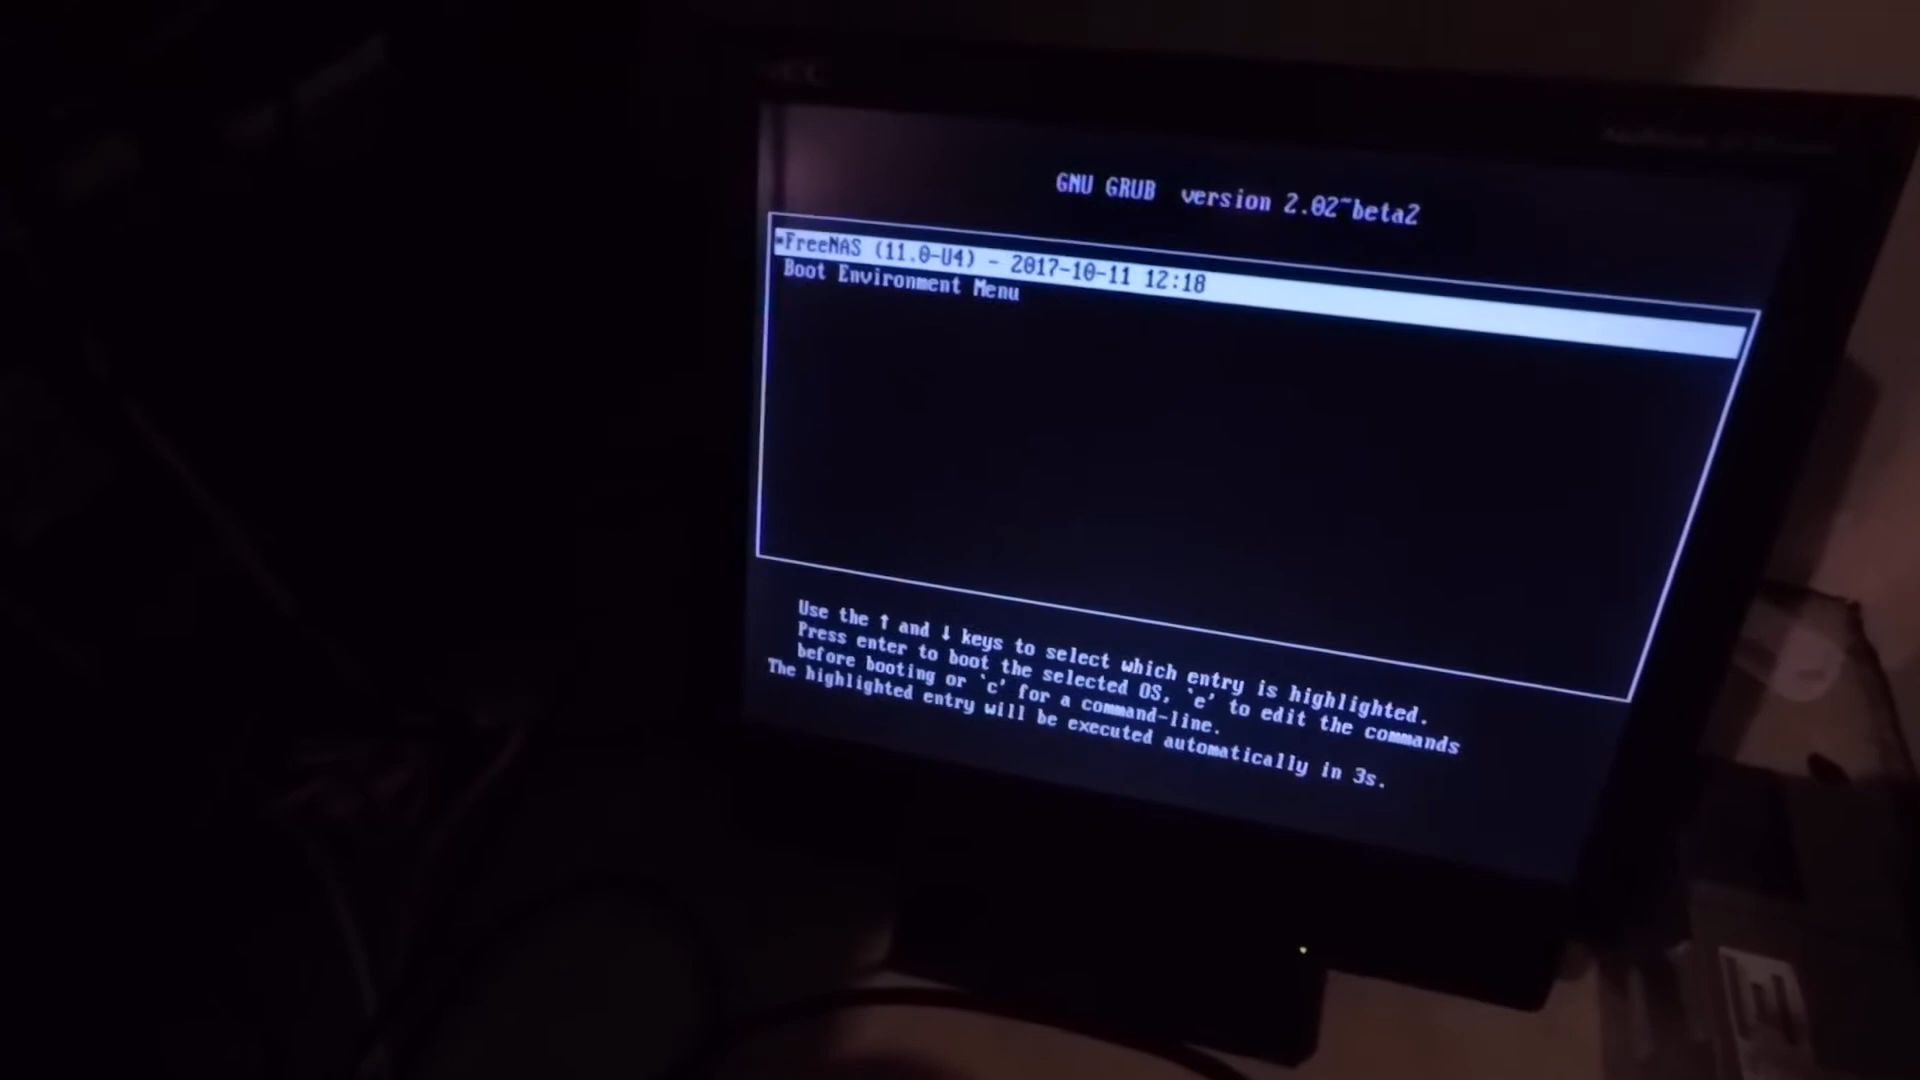 NEC
GNU GRUB version 2.02~beta2
*FreeNAS (11.0-U4) - 2017-10-11 12:18
Boot Environment Menu
Use the ↑ and ↓ keys to select which entry is highlighted.
Press enter to boot the selected OS, `e' to edit the commands
before booting or `c' for a command-line.
The highlighted entry will be executed automatically in 3s.